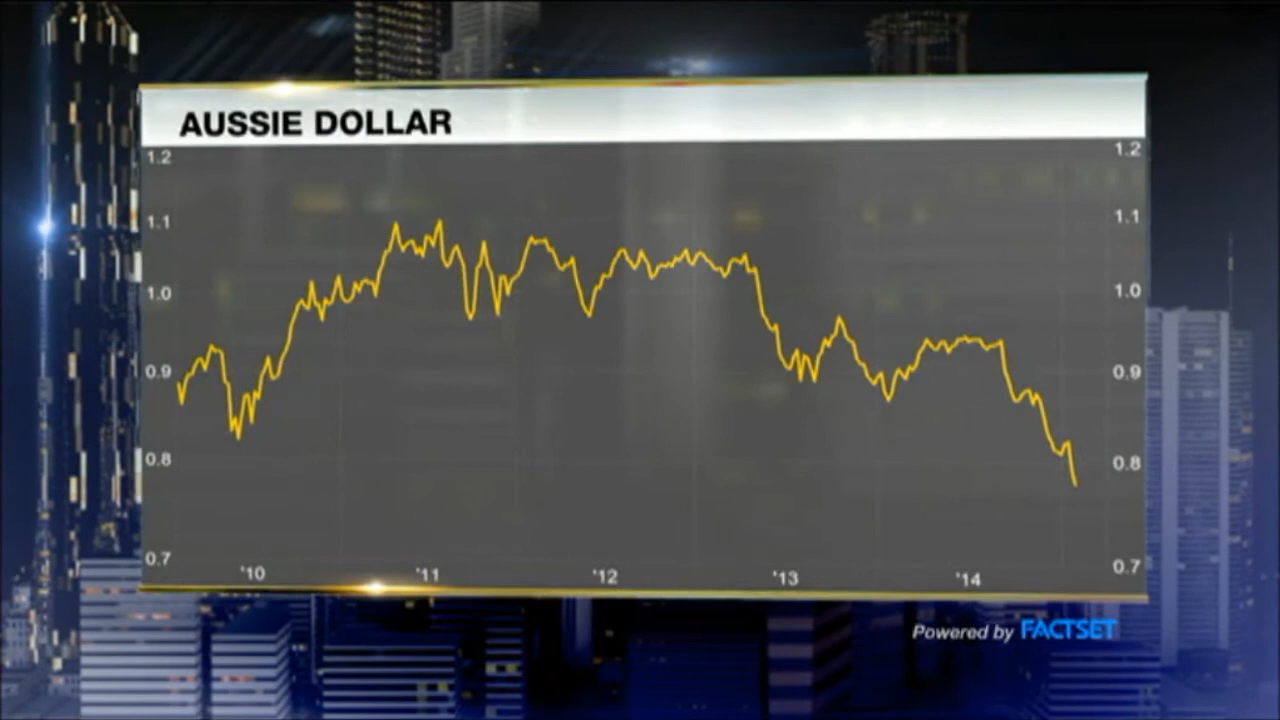 AUSSIE DOLLAR
1.2 1.2
1.1 1.1
1.0 1.0
0.9 0.9
0.8 0.8
0.7 0.7
'10 '11 '12 '13 '14
Powered by FACTSET